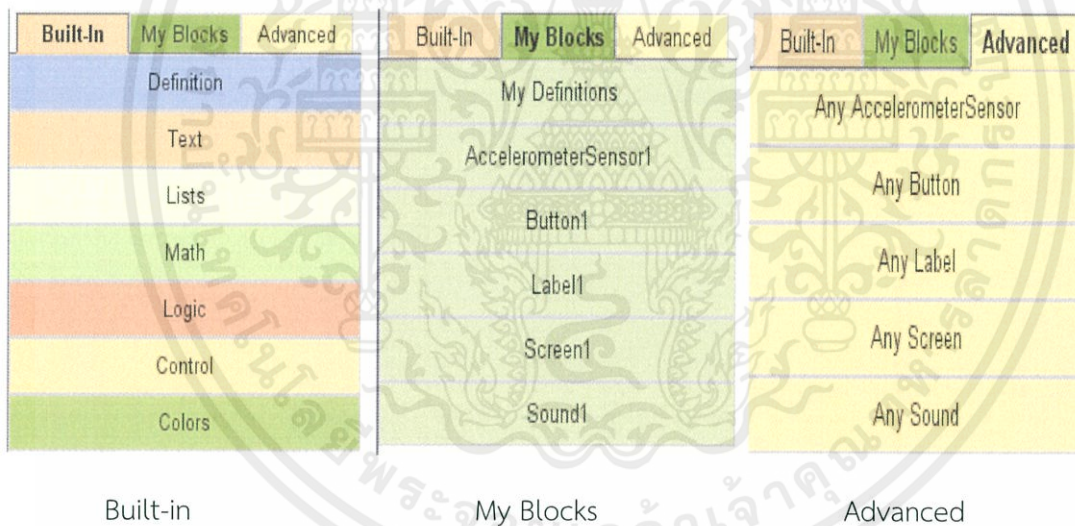 Built-In My Blocks Advanced
Definition
Text
Lists
Math
Logic
Control
Colors
Built-In My Blocks Advanced
My Definitions
AccelerometerSensor1
Button1
Label1
Screen1
Sound1
Built-In My Blocks Advanced
Any AccelerometerSensor
Any Button
Any Label
Any Screen
Any Sound
Built-in My Blocks Advanced